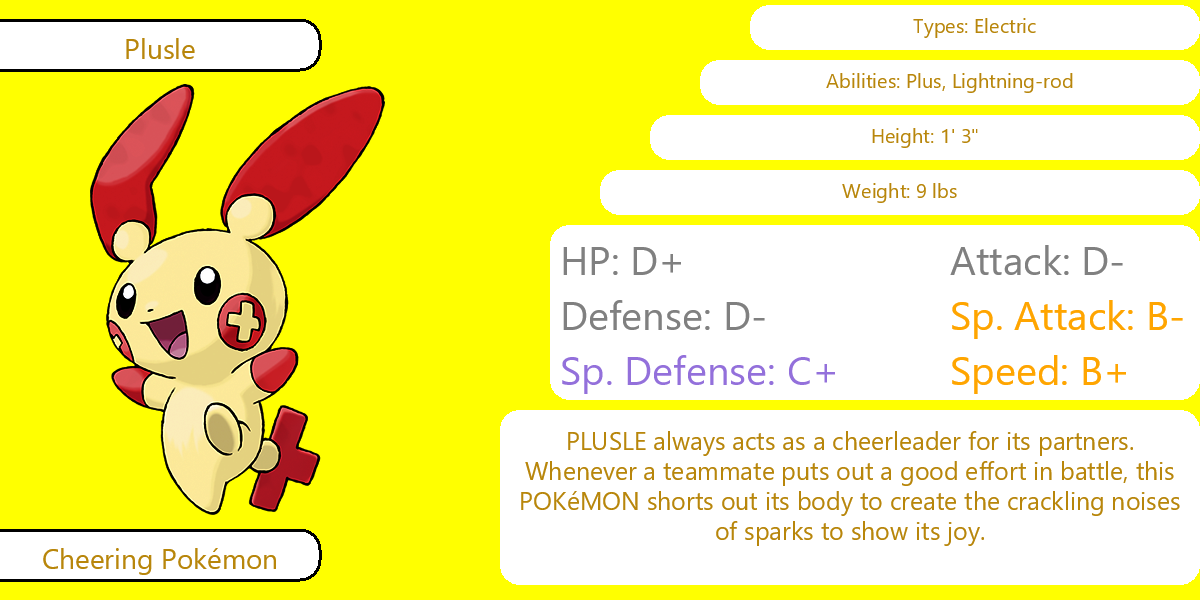 Plusle
Types: Electric
Abilities: Plus, Lightning-rod
Height: 1' 3"
Weight: 9 lbs
HP: D+
Attack: D-
Defense: D-
Sp. Attack: B-
Sp. Defense: C+
Speed: B+
PLUSLE always acts as a cheerleader for its partners.
Whenever a teammate puts out a good effort in battle, this
POKéMON shorts out its body to create the crackling noises
of sparks to show its joy.
Cheering Pokémon